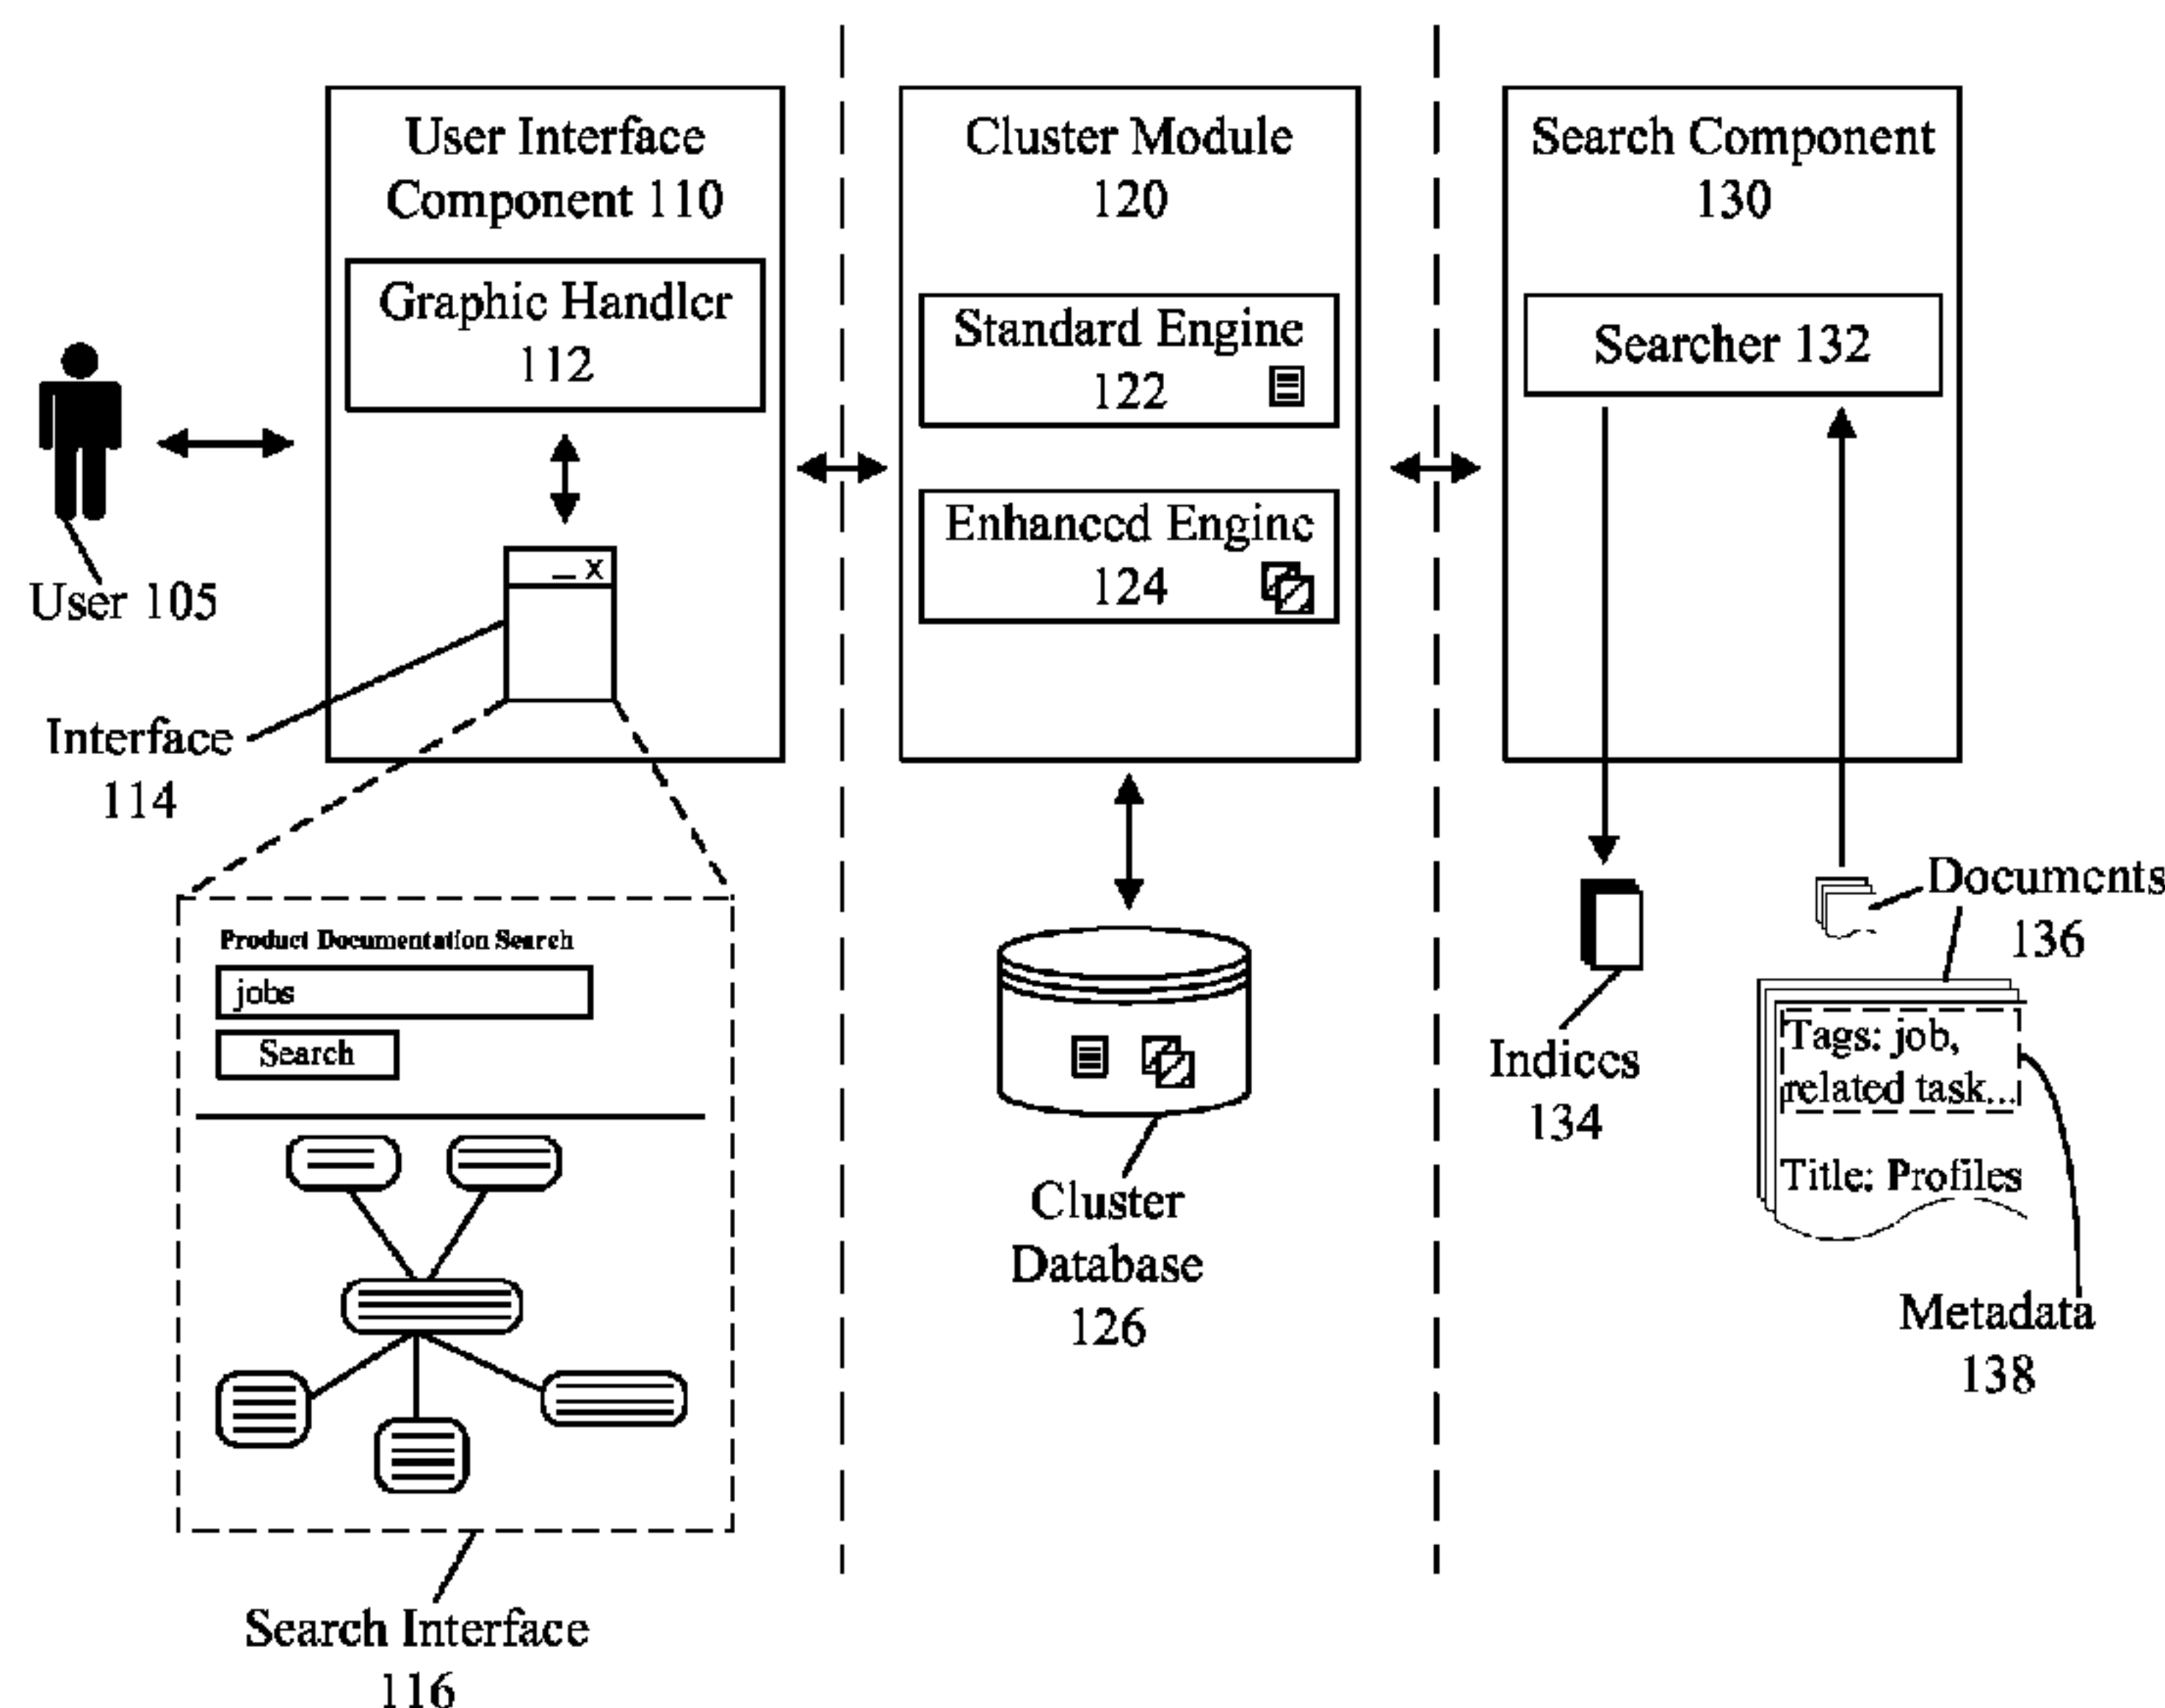 User Interface
Component 110
Graphic Handler
112
User 105
Interface
114
Product Documentation Search
jobs
Search
Search Interface
116
Cluster Module
120
Standard Engine
122
Enhanced Engine
124
Cluster
Database
126
Search Component
130
Searcher 132
Indices
134
Documents
136
Tags: job,
related task...
Title: Profiles
Metadata
138
_ X